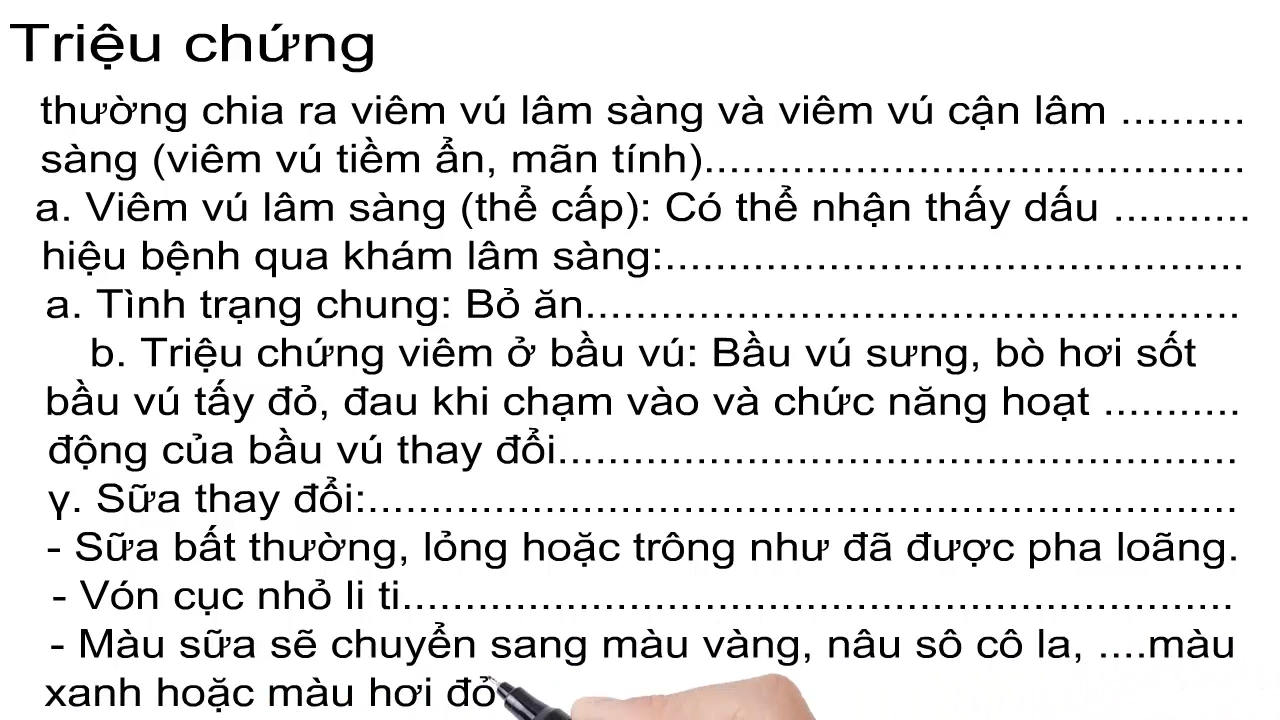 Triệu chứng
thường chia ra viêm vú lâm sàng và viêm vú cận lâm ..........
sàng (viêm vú tiềm ẩn, mãn tính)...........................................
a. Viêm vú lâm sàng (thể cấp): Có thể nhận thấy dấu ...........
hiệu bệnh qua khám lâm sàng:..............................................
a. Tình trạng chung: Bỏ ăn....................................................
b. Triệu chứng viêm ở bầu vú: Bầu vú sưng, bò hơi sốt
bầu vú tấy đỏ, đau khi chạm vào và chức năng hoạt ...........
động của bầu vú thay đổi......................................................
γ. Sữa thay đổi:.....................................................................
- Sữa bất thường, lỏng hoặc trông như đã được pha loãng.
- Vón cục nhỏ li ti..................................................................
- Màu sữa sẽ chuyển sang màu vàng, nâu sô cô la, ....màu
xanh hoặc màu hơi đỏ